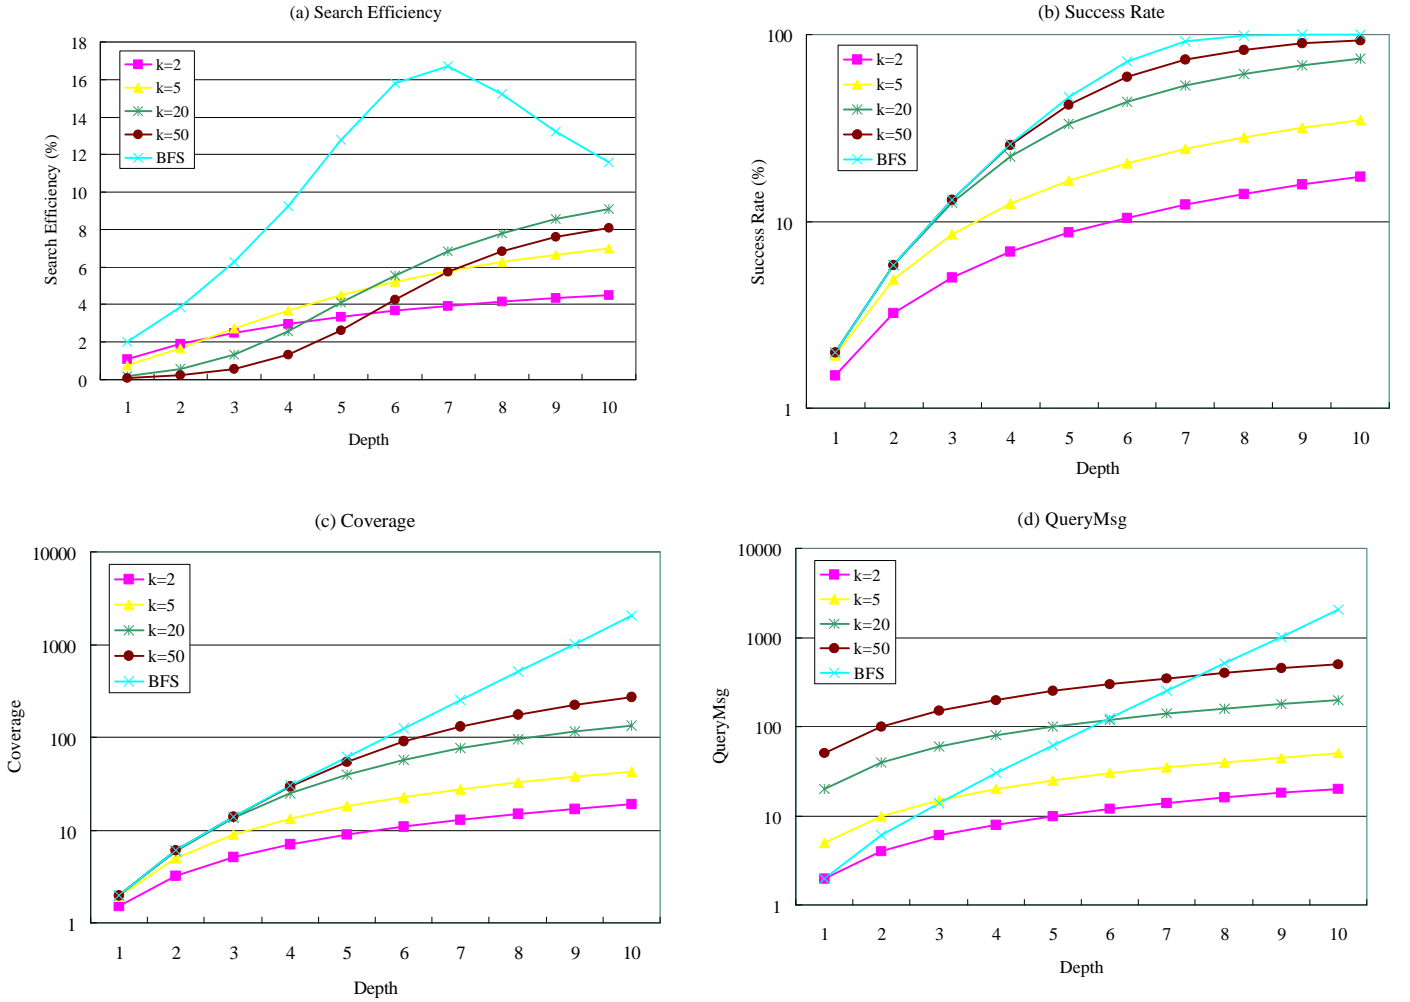 (a) Search Efficiency
18
16
14
12
10
8
6
4
2
0
Search Efficiency (%)
k=2
k=5
k=20
k=50
BFS
1 2 3 4 5 6 7 8 9 10
Depth
(b) Success Rate
100
10
1
Success Rate (%)
k=2
k=5
k=20
k=50
BFS
1 2 3 4 5 6 7 8 9 10
Depth
(c) Coverage
10000
1000
100
10
1
Coverage
k=2
k=5
k=20
k=50
BFS
1 2 3 4 5 6 7 8 9 10
Depth
(d) QueryMsg
10000
1000
100
10
1
QueryMsg
k=2
k=5
k=20
k=50
BFS
1 2 3 4 5 6 7 8 9 10
Depth